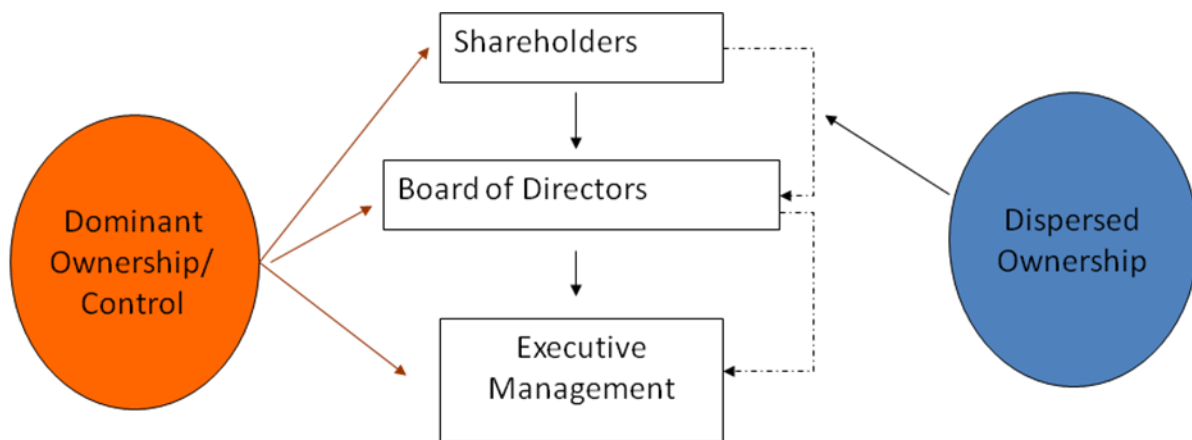 Shareholders
Board of Directors
Executive
Management
Dominant
Ownership/
Control
Dispersed
Ownership